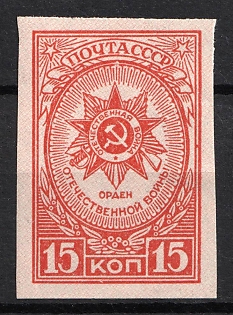 ПОЧТА СССР
ОТЕЧЕСТВЕННАЯ ВОЙНА
ОРДЕН
ОТЕЧЕСТВЕННОЙ ВОЙНЫ
15 КОП 15